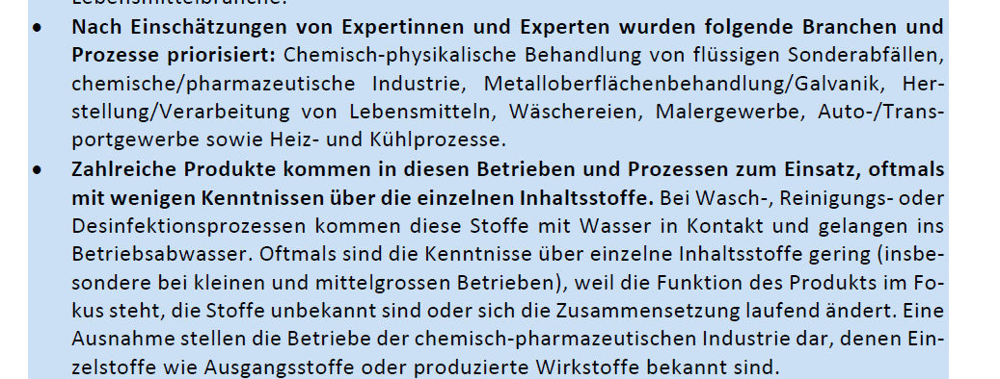 Lebensmittelbranche.
• Nach Einschätzungen von Expertinnen und Experten wurden folgende Branchen und
Prozesse priorisiert: Chemisch-physikalische Behandlung von flüssigen Sonderabfällen,
chemische/pharmazeutische Industrie, Metalloberflächenbehandlung/Galvanik, Her-
stellung/Verarbeitung von Lebensmitteln, Wäschereien, Malergewerbe, Auto-/Trans-
portgewerbe sowie Heiz- und Kühlprozesse.
• Zahlreiche Produkte kommen in diesen Betrieben und Prozessen zum Einsatz, oftmals
mit wenigen Kenntnissen über die einzelnen Inhaltsstoffe. Bei Wasch-, Reinigungs- oder
Desinfektionsprozessen kommen diese Stoffe mit Wasser in Kontakt und gelangen ins
Betriebsabwasser. Oftmals sind die Kenntnisse über einzelne Inhaltsstoffe gering (insbe-
sondere bei kleinen und mittelgrossen Betrieben), weil die Funktion des Produkts im Fo-
kus steht, die Stoffe unbekannt sind oder sich die Zusammensetzung laufend ändert. Eine
Ausnahme stellen die Betriebe der chemisch-pharmazeutischen Industrie dar, denen Ein-
zelstoffe wie Ausgangsstoffe oder produzierte Wirkstoffe bekannt sind.